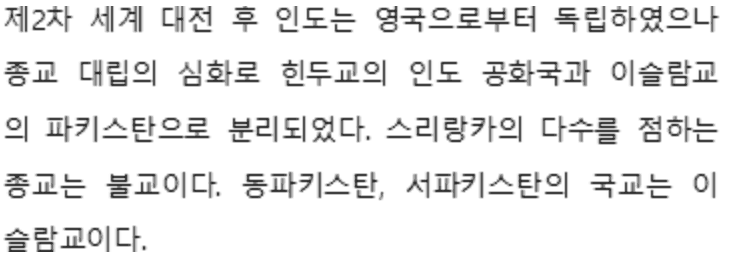 제2차 세계 대전 후 인도는 영국으로부터 독립하였으나
종교 대립의 심화로 힌두교의 인도 공화국과 이슬람교
의 파키스탄으로 분리되었다. 스리랑카의 다수를 점하는
종교는 불교이다. 동파키스탄, 서파키스탄의 국교는 이
슬람교이다.